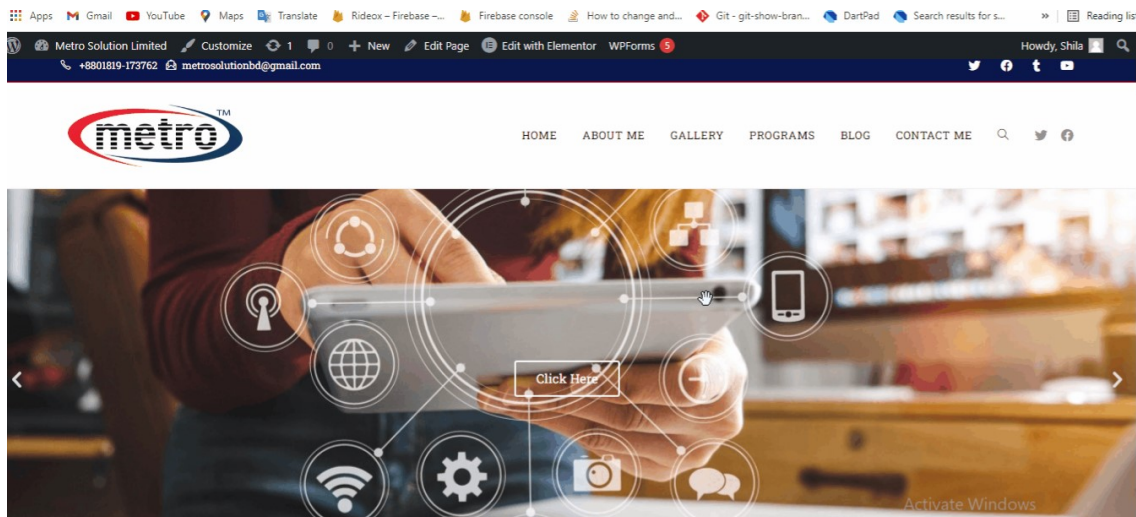 Apps Gmail YouTube Maps Translate Rideox – Firebase –... Firebase console How to change and... Git - git-show-bran... DartPad Search results for s... » Reading list
Metro Solution Limited Customize 1 0 + New Edit Page Edit with Elementor WPForms 5 Howdy, Shila
+8801819-173762 metrosolutionbd@gmail.com
metro TM
HOME ABOUT ME GALLERY PROGRAMS BLOG CONTACT ME
Click Here
Activate Windows